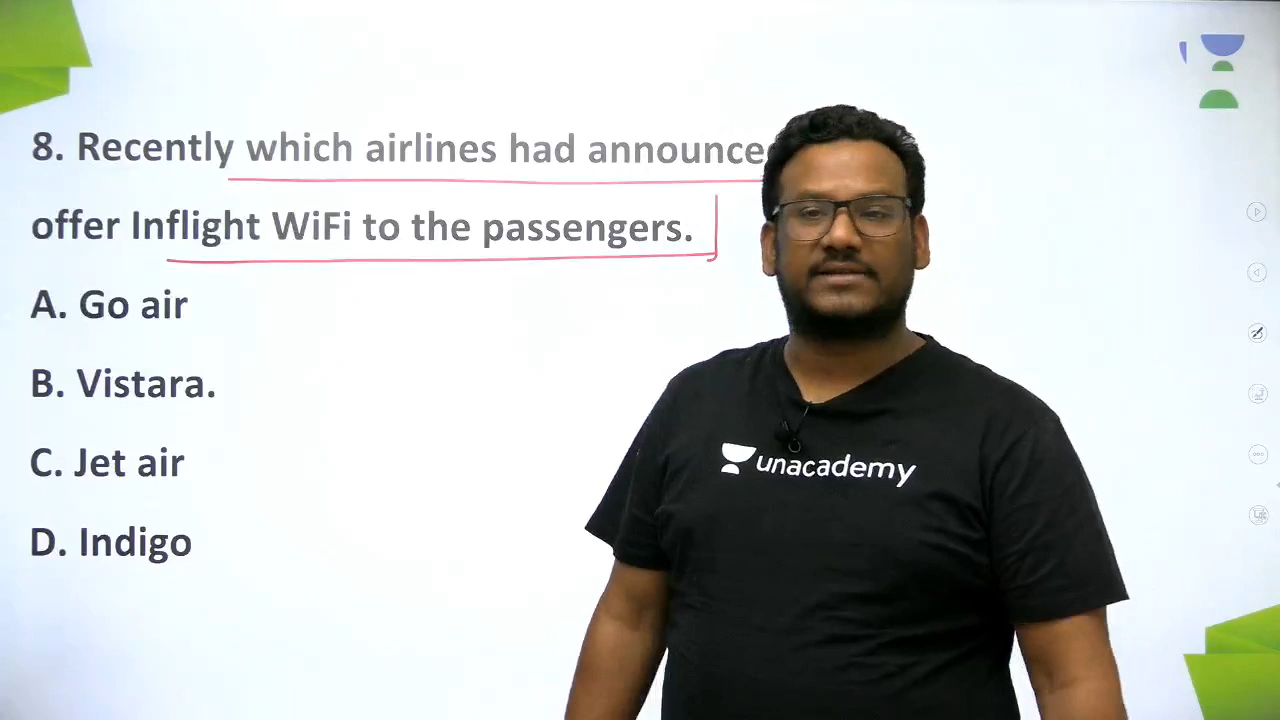 8. Recently which airlines had announce
offer Inflight WiFi to the passengers.
A. Go air
B. Vistara.
C. Jet air
D. Indigo
unacademy